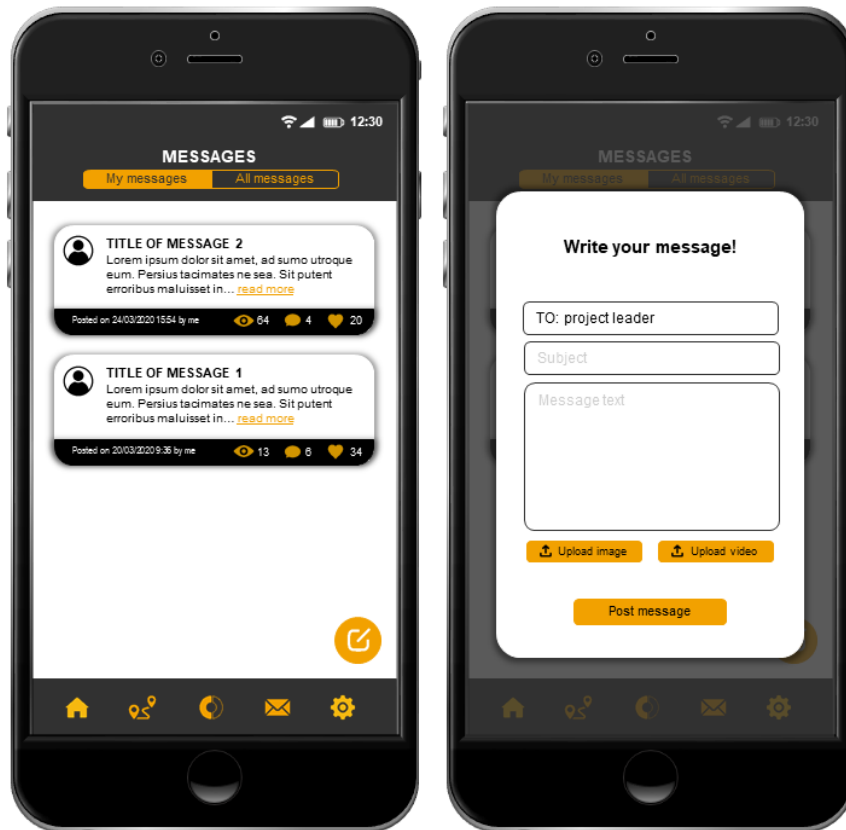 12:30
MESSAGES
My messages All messages
TITLE OF MESSAGE 2
Lorem ipsum dolor sit amet, ad sumo utroque
eum. Persius tacimates ne sea. Sit putent
erroribus maluisset in... read more
Posted on 24/03/2020 15:54 by me 64 4 20
TITLE OF MESSAGE 1
Lorem ipsum dolor sit amet, ad sumo utroque
eum. Persius tacimates ne sea. Sit putent
erroribus maluisset in... read more
Posted on 20/03/2020 9:36 by me 13 6 34
12:30
MESSAGES
My messages All messages
Write your message!
TO: project leader
Subject
Message text
Upload image Upload video
Post message